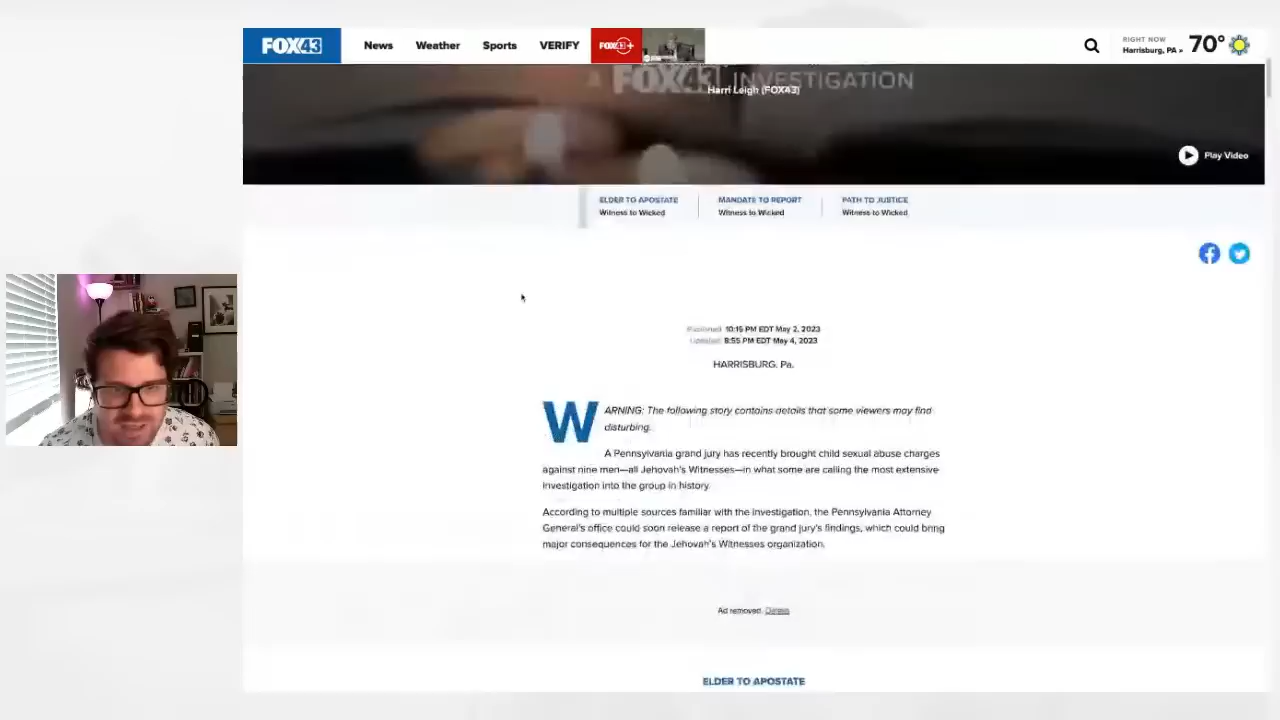 FOX43
News
Weather
Sports
VERIFY
FOX43+
RIGHT NOW
Harrisburg, PA »
70°
A FOX43 INVESTIGATION
Harri Leigh (FOX43)
Play Video
ELDER TO APOSTATE
Witness to Wicked
MANDATE TO REPORT
Witness to Wicked
PATH TO JUSTICE
Witness to Wicked
Published: 10:15 PM EDT May 2, 2023
Updated: 8:55 PM EDT May 4, 2023
HARRISBURG, Pa.
WARNING: The following story contains details that some viewers may find
disturbing.
A Pennsylvania grand jury has recently brought child sexual abuse charges
against nine men—all Jehovah's Witnesses—in what some are calling the most extensive
investigation into the group in history.
According to multiple sources familiar with the investigation, the Pennsylvania Attorney
General's office could soon release a report of the grand jury's findings, which could bring
major consequences for the Jehovah's Witnesses organization.
Ad removed. Details
ELDER TO APOSTATE